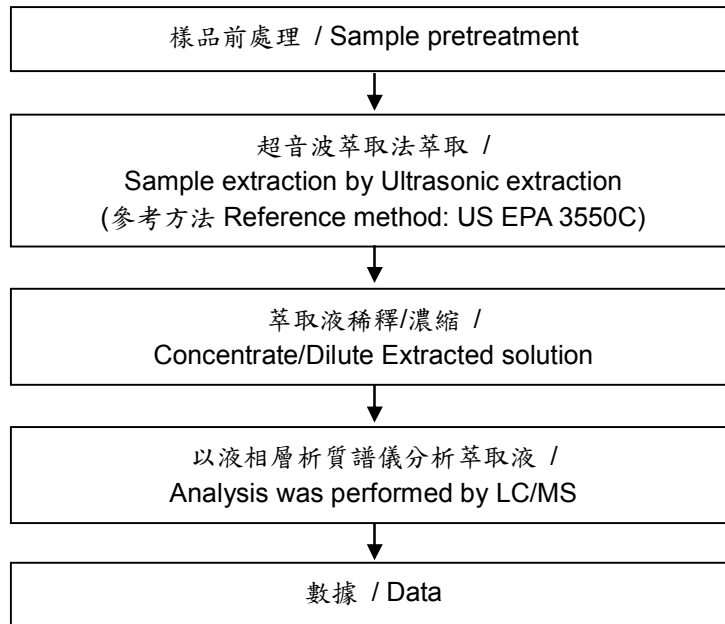 樣品前處理 / Sample pretreatment
超音波萃取法萃取 /
Sample extraction by Ultrasonic extraction
(參考方法 Reference method: US EPA 3550C)
萃取液稀釋/濃縮 /
Concentrate/Dilute Extracted solution
以液相層析質譜儀分析萃取液 /
Analysis was performed by LC/MS
數據 / Data